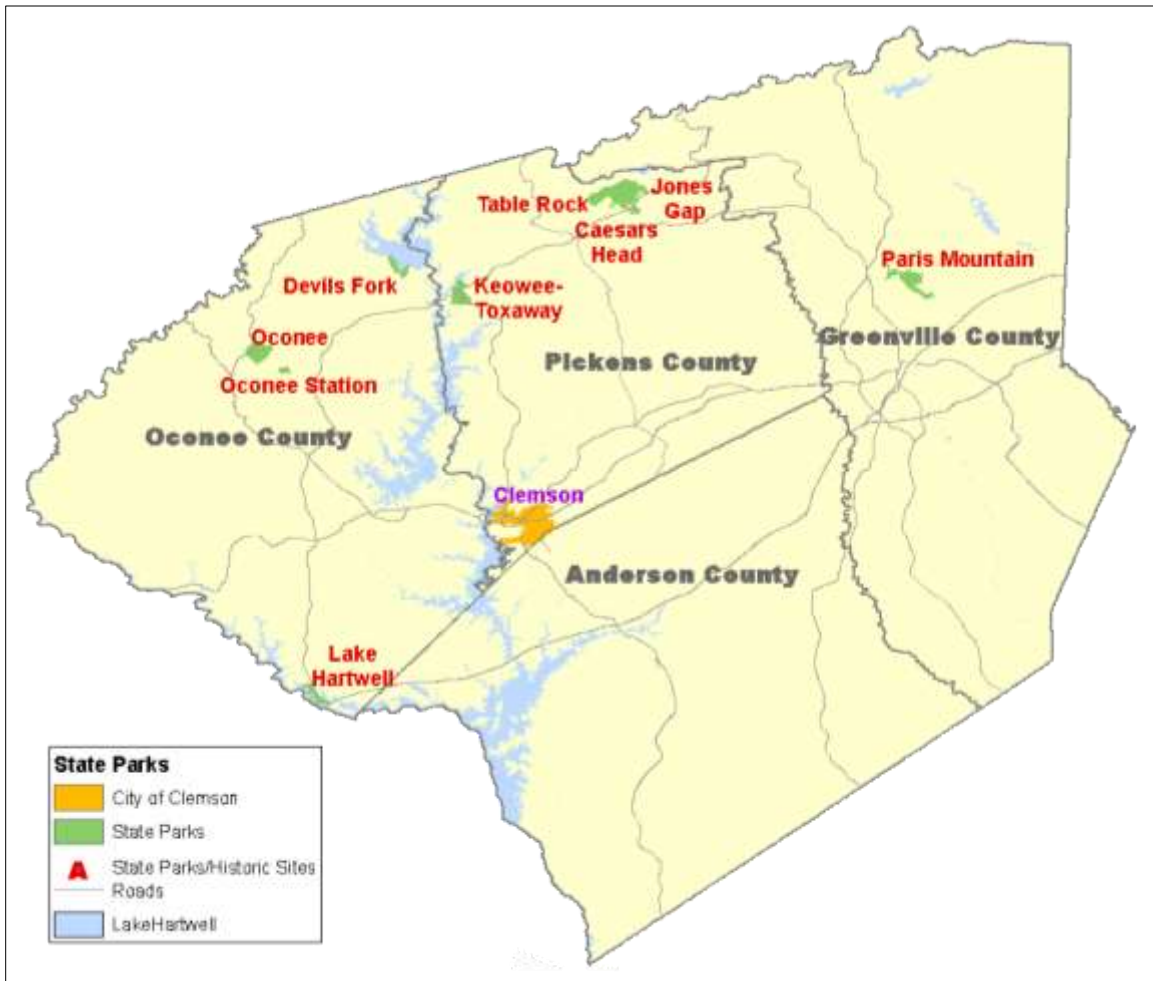 Table Rock
Jones
Gap
Caesars
Head
Paris Mountain
Devils Fork
Keowee-
Toxaway
Oconee
Greenville County
Pickens County
Oconee Station
Oconee County
Clemson
Anderson County
Lake
Hartwell
State Parks
City of Clemson
State Parks
A State Parks/Historic Sites
Roads
LakeHartwell